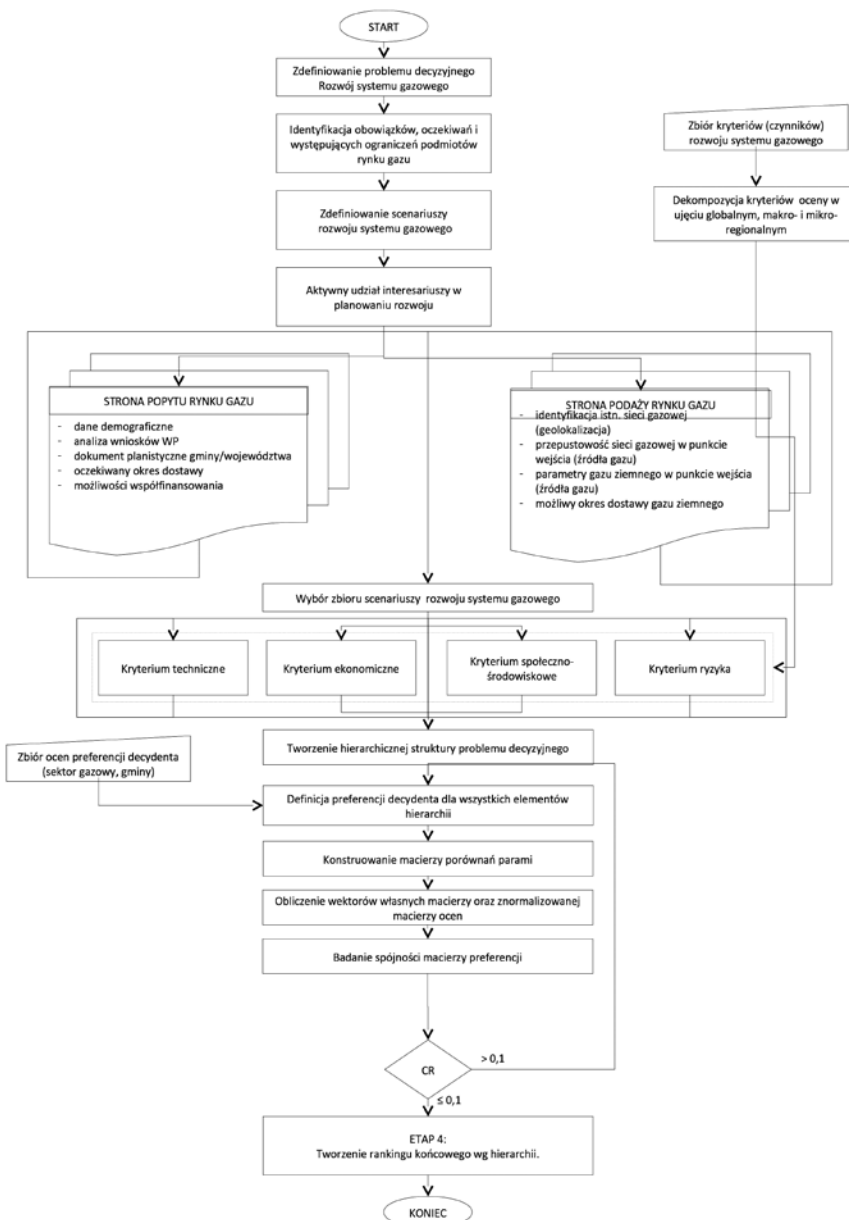 START
Zdefiniowanie problemu decyzyjnego
Rozwój systemu gazowego
Identyfikacja obowiązków, oczekiwań i
występujących ograniczeń podmiotów
rynku gazu
Zbiór kryteriów (czynników)
rozwoju systemu gazowego
Zdefiniowanie scenariuszy
rozwoju systemu gazowego
Dekompozycja kryteriów oceny w
ujęciu globalnym, makro- i mikro-
regionalnym
Aktywny udział interesariuszy w
planowaniu rozwoju
STRONA POPYTU RYNKU GAZU
- dane demograficzne
- analiza wniosków WP
- dokument planistyczne gminy/województwa
- oczekiwany okres dostawy
- możliwości współfinansowania
STRONA PODAŻY RYNKU GAZU
- identyfikacja istn. sieci gazowej
(geolokalizacja)
- przepustowość sieci gazowej w punkcie
wejścia (źródła gazu)
- parametry gazu ziemnego w punkcie wejścia
(źródła gazu)
- możliwy okres dostawy gazu ziemnego
Wybór zbioru scenariuszy rozwoju systemu gazowego
Kryterium techniczne
Kryterium ekonomiczne
Kryterium społeczno-
środowiskowe
Kryterium ryzyka
Tworzenie hierarchicznej struktury problemu decyzyjnego
Zbiór ocen preferencji decydenta
(sektor gazowy, gminy)
Definicja preferencji decydenta dla wszystkich elementów
hierarchii
Konstruowanie macierzy porównań parami
Obliczenie wektorów własnych macierzy oraz znormalizowanej
macierzy ocen
Badanie spójności macierzy preferencji
CR
> 0,1
≤ 0,1
ETAP 4:
Tworzenie rankingu końcowego wg hierarchii.
KONIEC